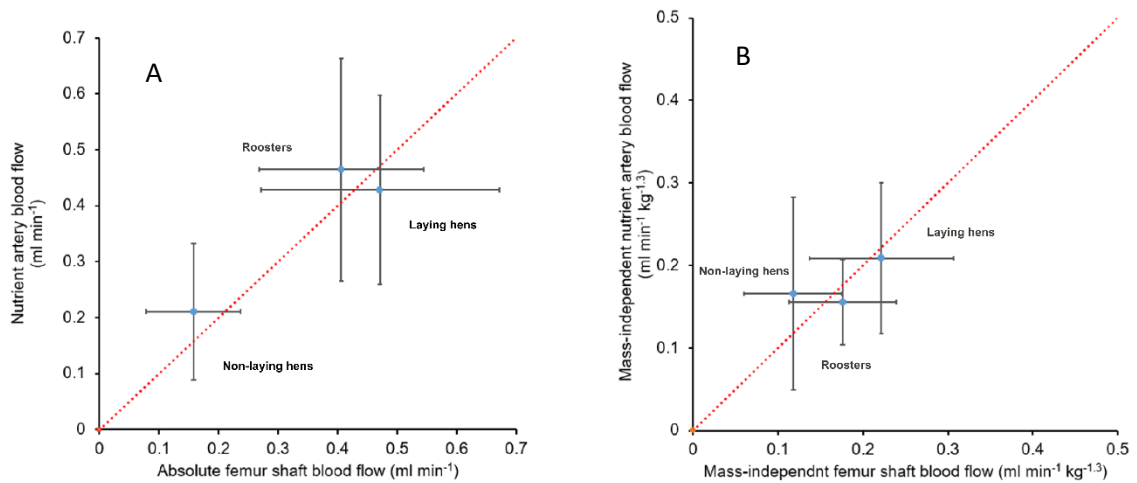 A
Nutrient artery blood flow
(ml min⁻¹)
0.7
0.6
0.5
0.4
0.3
0.2
0.1
0
Roosters
Laying hens
Non-laying hens
0
0.1
0.2
0.3
0.4
0.5
0.6
0.7
Absolute femur shaft blood flow (ml min⁻¹)
B
Mass-independent nutrient artery blood flow
(ml min⁻¹ kg⁻¹·³)
0.5
0.4
0.3
0.2
0.1
0
Laying hens
Non-laying hens
Roosters
0
0.1
0.2
0.3
0.4
0.5
Mass-independnt femur shaft blood flow (ml min⁻¹ kg⁻¹·³)